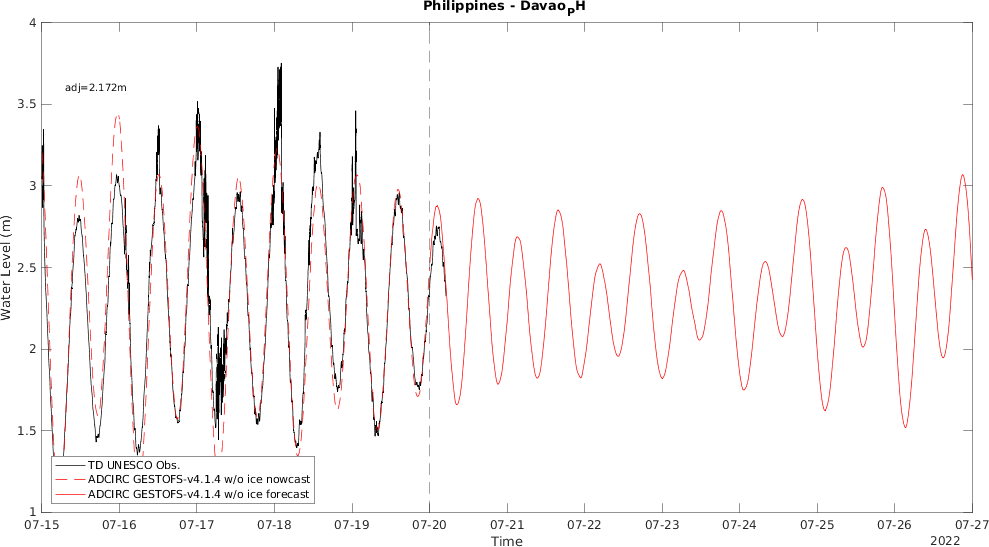 Philippines - Davao_PH
adj=2.172m
Water Level (m)
4
3.5
3
2.5
2
1.5
1
TD UNESCO Obs.
ADCIRC GESTOFS-v4.1.4 w/o ice nowcast
ADCIRC GESTOFS-v4.1.4 w/o ice forecast
07-15 07-16 07-17 07-18 07-19 07-20 07-21 07-22 07-23 07-24 07-25 07-26 07-27
Time
2022